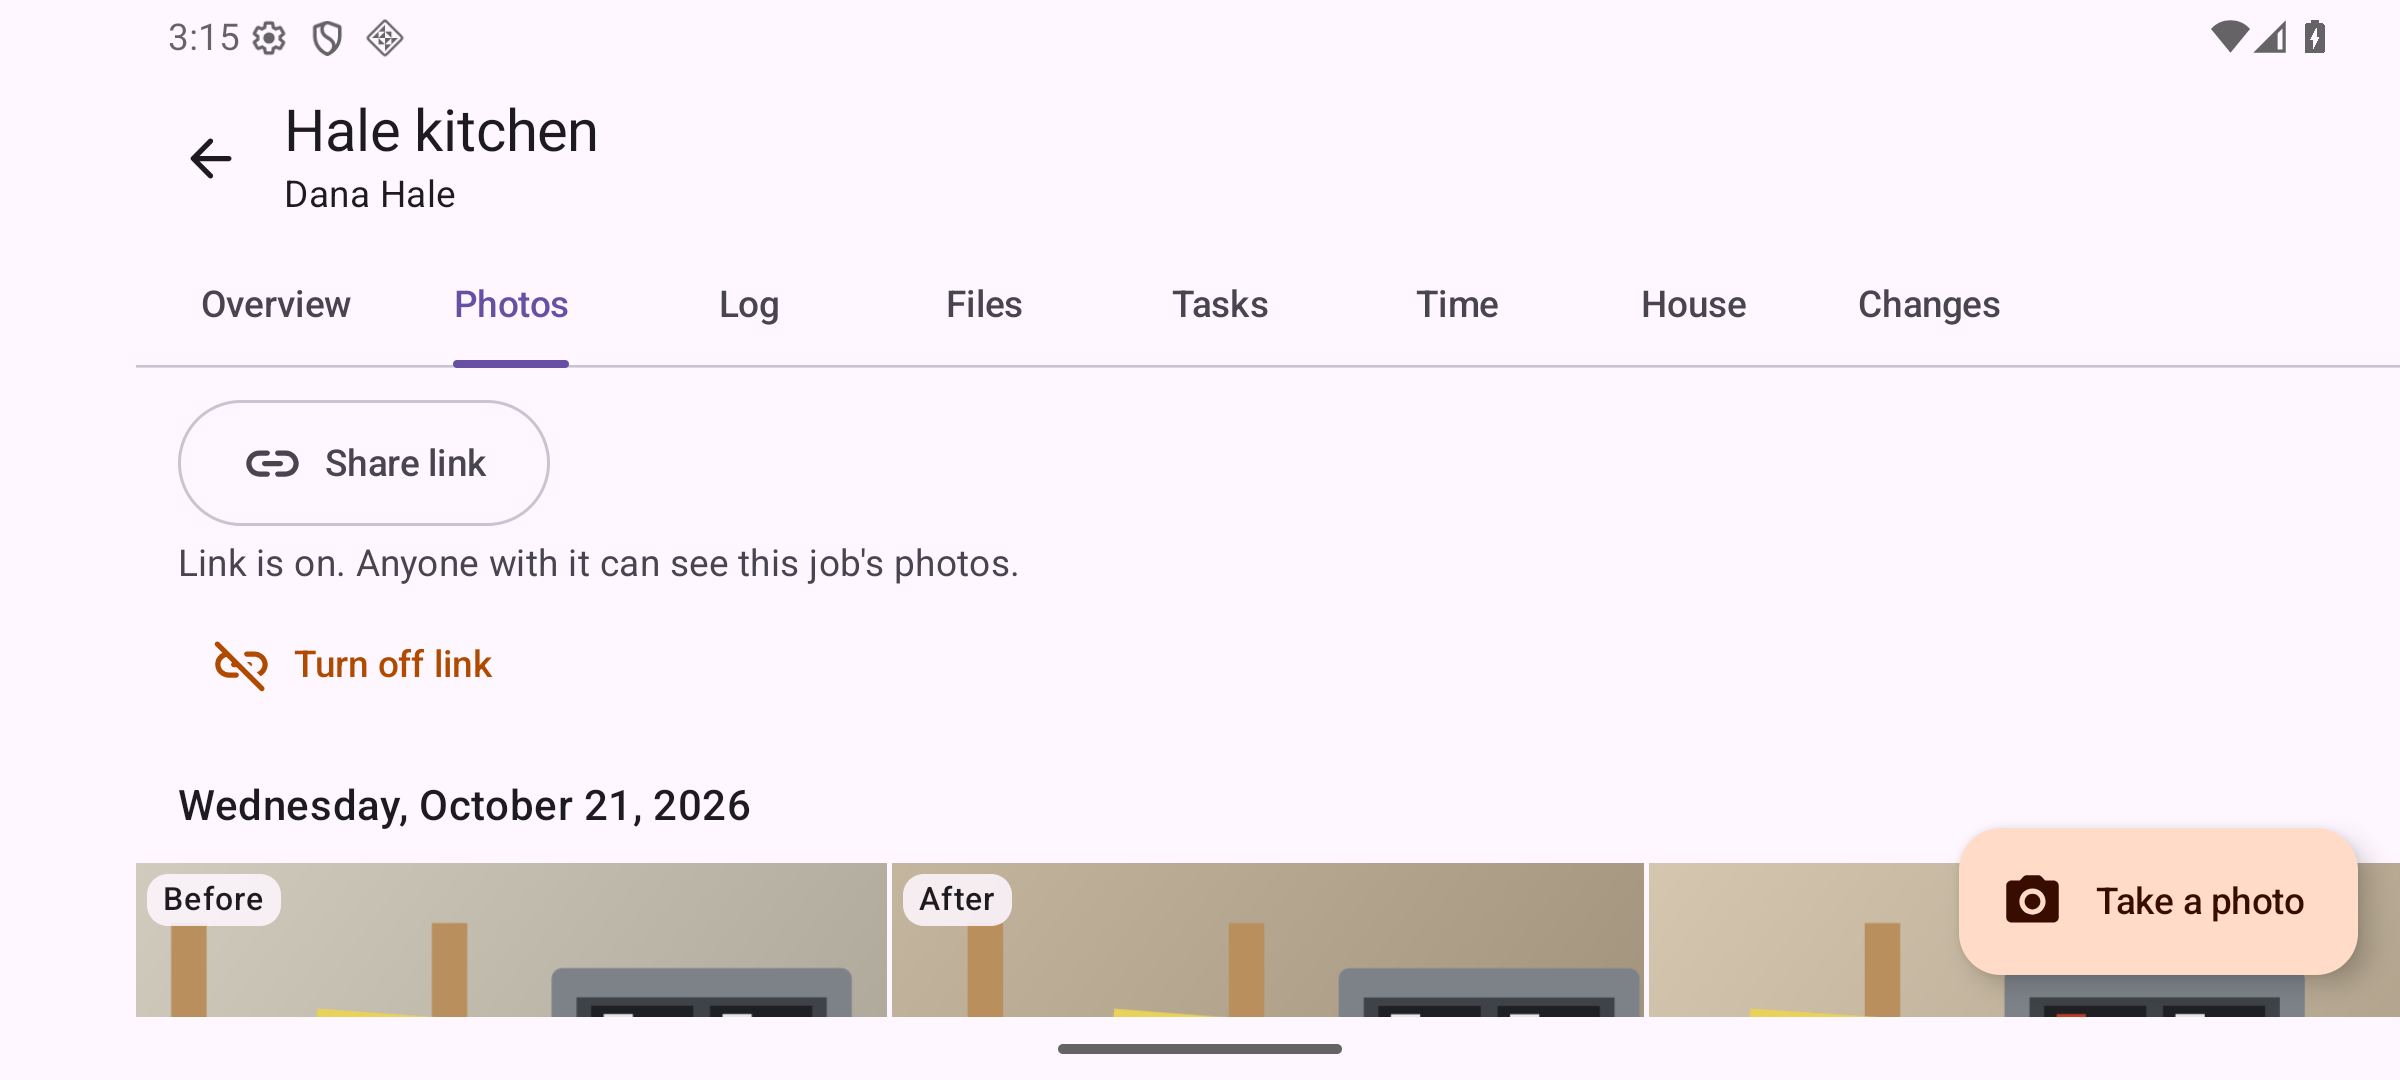 3:15
Hale kitchen
Dana Hale
Overview Photos Log Files Tasks Time House Changes
Share link
Link is on. Anyone with it can see this job's photos.
Turn off link
Wednesday, October 21, 2026
Before After
Take a photo